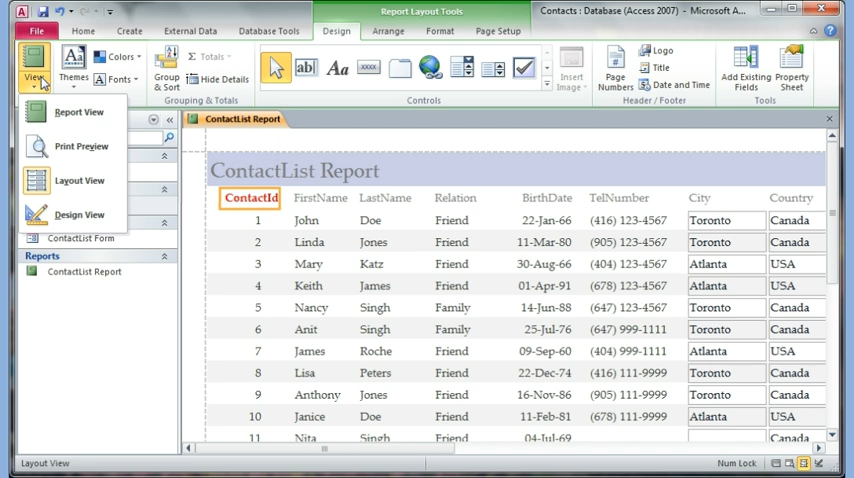 Report Layout Tools
Contacts : Database (Access 2007) - Microsoft A...
File Home Create External Data Database Tools Design Arrange Format Page Setup
View Themes Colors Fonts
Group & Sort Totals Hide Details
Grouping & Totals
Aa
ab
XXXX
Controls
Insert Image
Page Numbers
Logo
Title
Date and Time
Header / Footer
Add Existing Fields
Property Sheet
Tools
Report View
Print Preview
Layout View
Design View
ContactList Form
Reports
ContactList Report
ContactList Report
ContactList Report
ContactId FirstName LastName Relation BirthDate TelNumber City Country
1 John Doe Friend 22-Jan-66 (416) 123-4567 Toronto Canada
2 Linda Jones Friend 11-Mar-80 (905) 123-4567 Toronto Canada
3 Mary Katz Friend 30-Aug-66 (404) 123-4567 Atlanta USA
4 Keith James Friend 01-Apr-91 (678) 123-4567 Atlanta USA
5 Nancy Singh Family 14-Jun-88 (647) 123-4567 Toronto Canada
6 Anit Singh Family 25-Jul-76 (647) 999-1111 Toronto Canada
7 James Roche Friend 09-Sep-60 (404) 999-1111 Atlanta USA
8 Lisa Peters Friend 22-Dec-74 (416) 111-9999 Toronto Canada
9 Anthony Jones Friend 16-Nov-86 (905) 111-9999 Toronto Canada
10 Janice Doe Friend 11-Feb-81 (678) 111-9999 Atlanta USA
11 Nita Singh Friend 04-Jul-69 Canada
Layout View
Num Lock